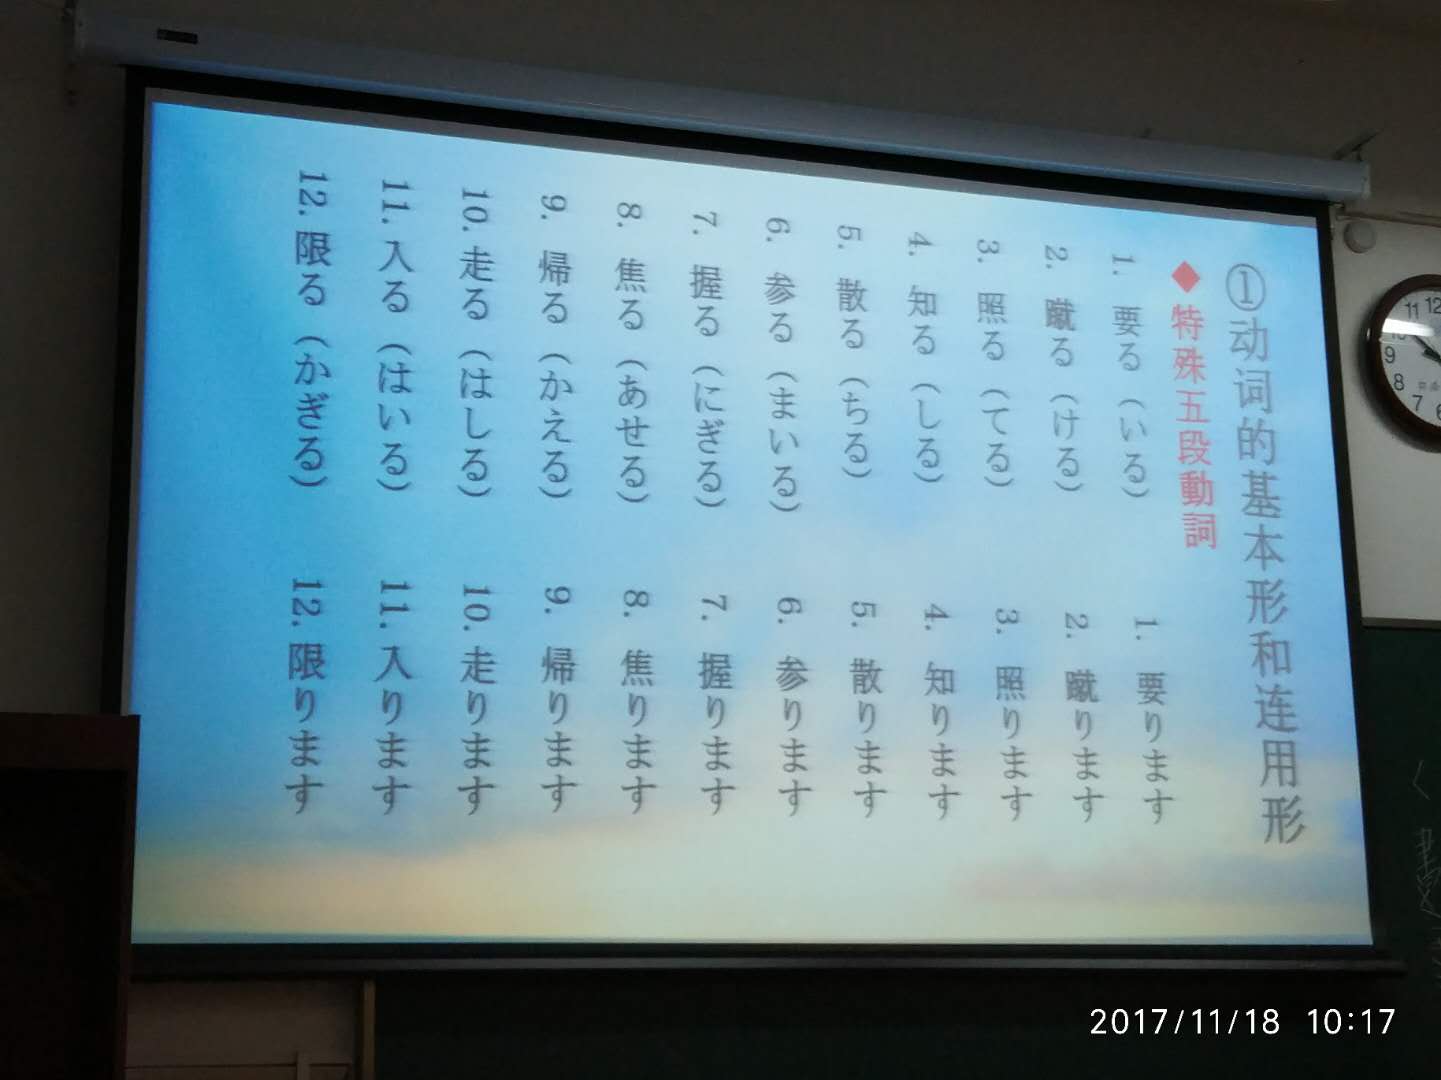 ①动词的基本形和连用形
◆特殊五段動詞
1. 要る（いる）
2. 蹴る（ける）
3. 照る（てる）
4. 知る（しる）
5. 散る（ちる）
6. 参る（まいる）
7. 握る（にぎる）
8. 焦る（あせる）
9. 帰る（かえる）
10. 走る（はしる）
11. 入る（はいる）
12. 限る（かぎる）
1. 要ります
2. 蹴ります
3. 照ります
4. 知ります
5. 散ります
6. 参ります
7. 握ります
8. 焦ります
9. 帰ります
10. 走ります
11. 入ります
12. 限ります
11 12
10
9
8
7
6
2017/11/18 10:17